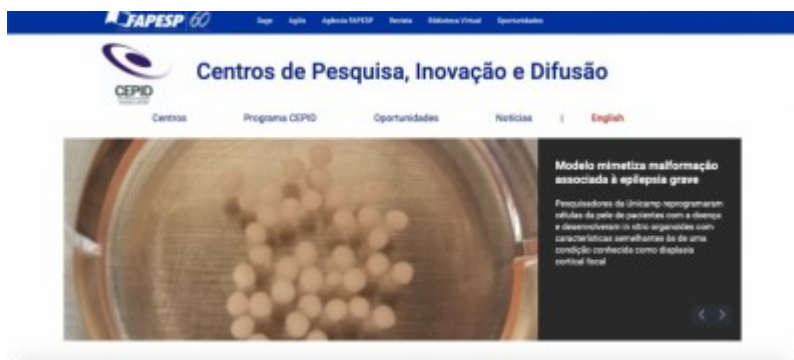 FAPESP 60
Sage Agilis Agência FAPESP Revista Biblioteca Virtual Oportunidades
CEPID
Centros de Pesquisa, Inovação e Difusão
Centros Programa CEPID Oportunidades Notícias | English
Modelo mimetiza malformação
associada à epilepsia grave
Pesquisadores da Unicamp reprogramaram
células da pele de pacientes com a doença
e desenvolveram in vitro organoides com
características semelhantes às de uma
condição conhecida como displasia
cortical focal